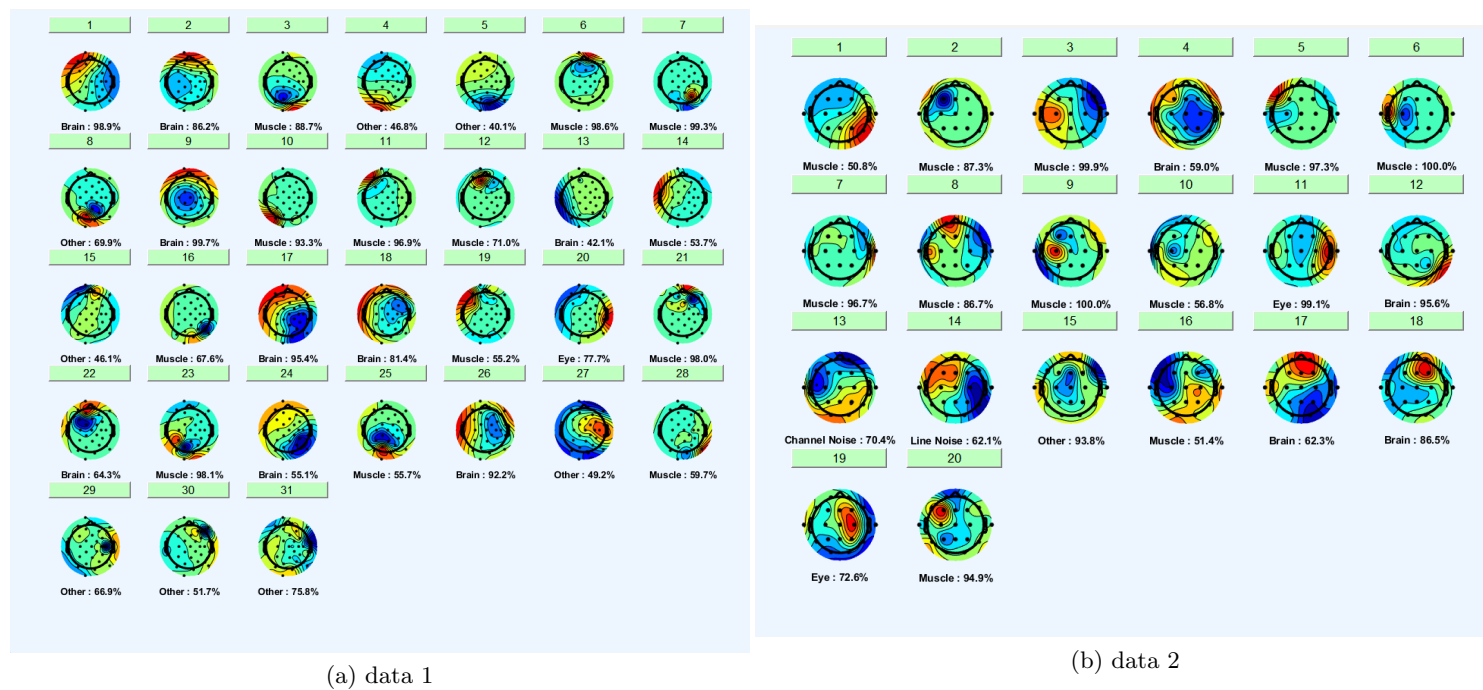 1 2 3 4 5 6 7
Brain : 98.9% Brain : 86.2% Muscle : 88.7% Other : 46.8% Other : 40.1% Muscle : 98.6% Muscle : 99.3%
8 9 10 11 12 13 14
Other : 69.9% Brain : 99.7% Muscle : 93.3% Muscle : 96.9% Muscle : 71.0% Brain : 42.1% Muscle : 53.7%
15 16 17 18 19 20 21
Other : 46.1% Muscle : 67.6% Brain : 95.4% Brain : 81.4% Muscle : 55.2% Eye : 77.7% Muscle : 98.0%
22 23 24 25 26 27 28
Brain : 64.3% Muscle : 98.1% Brain : 55.1% Muscle : 55.7% Brain : 92.2% Other : 49.2% Muscle : 59.7%
29 30 31
Other : 66.9% Other : 51.7% Other : 75.8%
(a) data 1
1 2 3 4 5 6
Muscle : 50.8% Muscle : 87.3% Muscle : 99.9% Brain : 59.0% Muscle : 97.3% Muscle : 100.0%
7 8 9 10 11 12
Muscle : 96.7% Muscle : 86.7% Muscle : 100.0% Muscle : 56.8% Eye : 99.1% Brain : 95.6%
13 14 15 16 17 18
Channel Noise : 70.4% Line Noise : 62.1% Other : 93.8% Muscle : 51.4% Brain : 62.3% Brain : 86.5%
19 20
Eye : 72.6% Muscle : 94.9%
(b) data 2